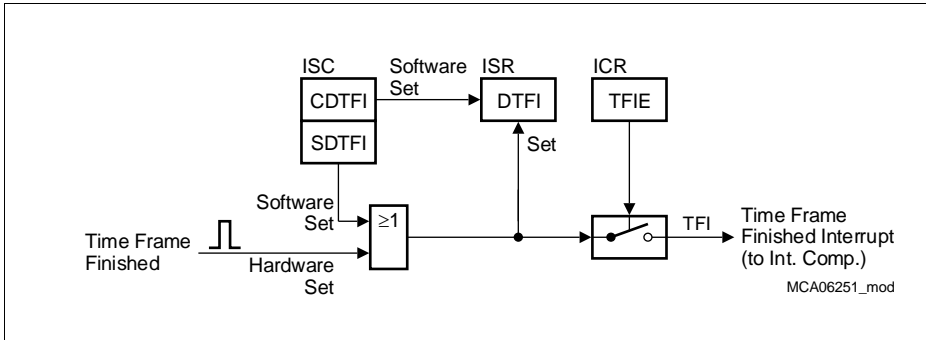 ISC
Software
Set
ISR
ICR
CDTFI
DTFI
TFIE
SDTFI
Set
Software
Set
≥1
Time Frame
Finished
Hardware
Set
TFI
Time Frame
Finished Interrupt
(to Int. Comp.)
MCA06251_mod